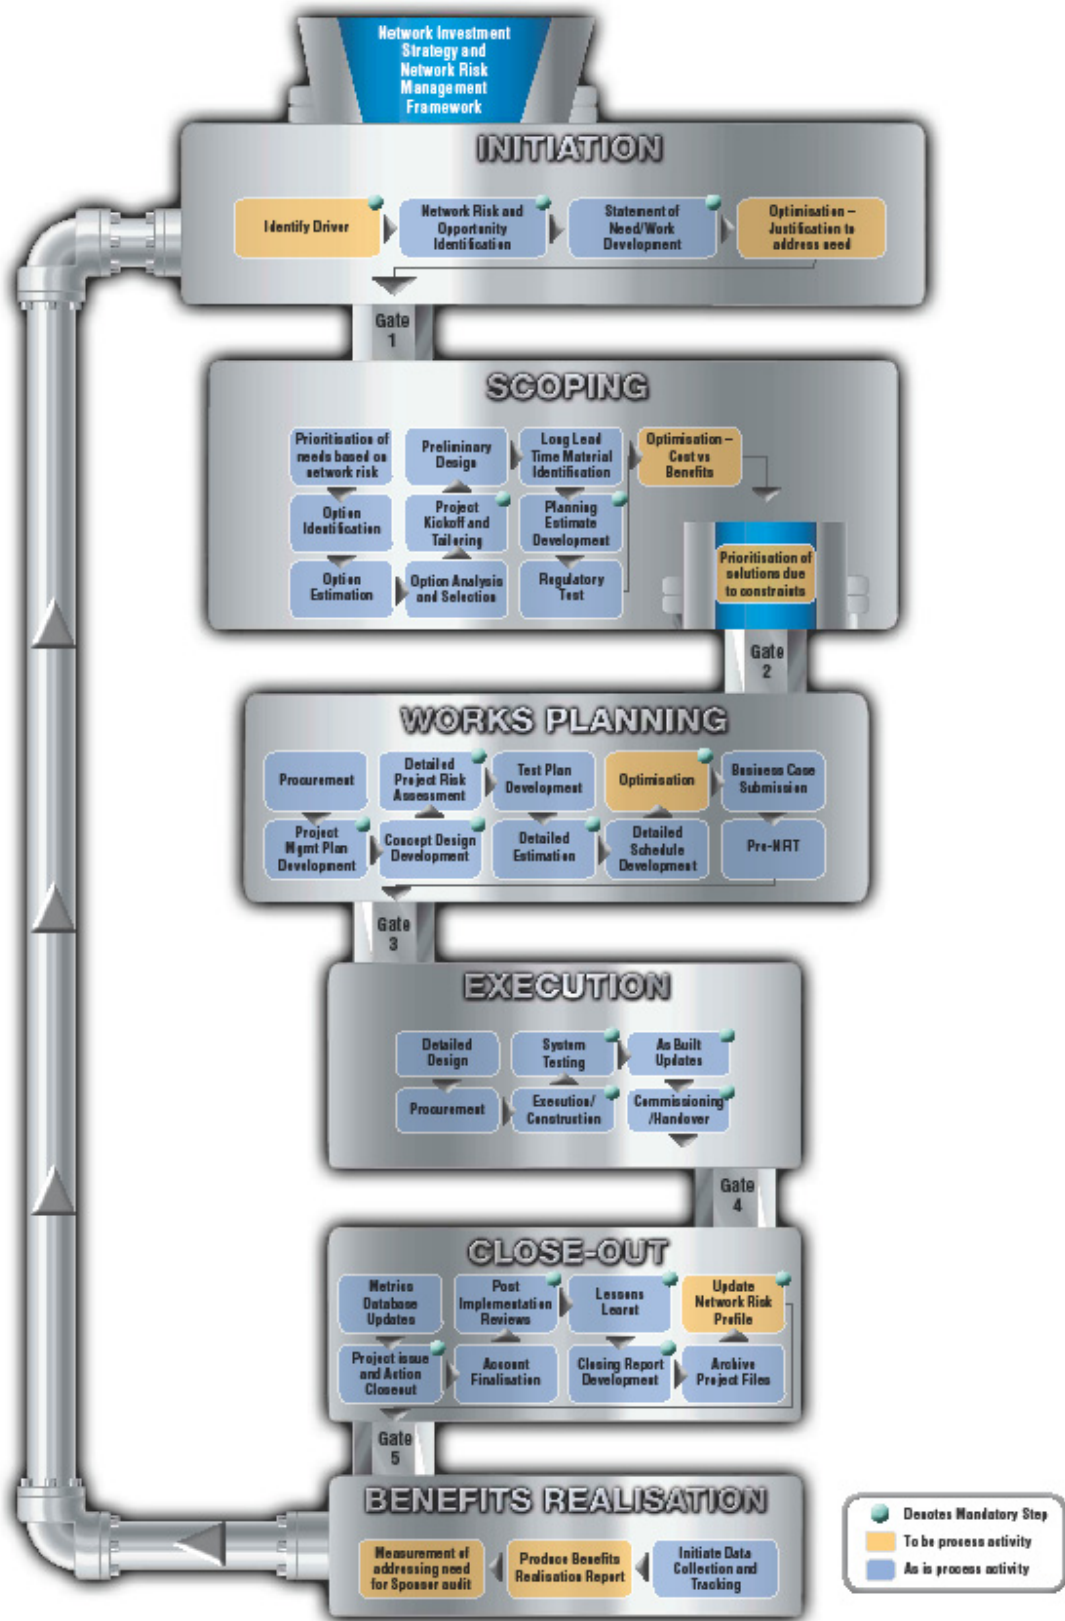 Network Investment
Strategy and
Network Risk
Management
Framework
INITIATION
Identify Driver
Network Risk and
Opportunity
Identification
Statement of
Need/Work
Development
Optimisation –
Justification to
address need
Gate
1
SCOPING
Prioritisation of
needs based on
network risk
Preliminary
Design
Long Lead
Time Material
Identification
Optimisation –
Cost vs
Benefits
Option
Identification
Project
Kickoff and
Tailoring
Planning
Estimate
Development
Option
Estimation
Option Analysis
and Selection
Regulatory
Test
Prioritisation of
solutions due
to constraints
Gate
2
WORKS PLANNING
Procurement
Detailed
Project Risk
Assessment
Test Plan
Development
Optimisation
Business Case
Submission
Project
Mgmt Plan
Development
Concept Design
Development
Detailed
Estimation
Detailed
Schedule
Development
Pre-NRT
Gate
3
EXECUTION
Detailed
Design
System
Testing
As Built
Updates
Procurement
Execution/
Construction
Commissioning
/Handover
Gate
4
CLOSE-OUT
Metrics
Database
Updates
Post
Implementation
Reviews
Lessons
Learnt
Update
Network Risk
Profile
Project issue
and Action
Closeout
Account
Finalisation
Closing Report
Development
Archive
Project Files
Gate
5
BENEFITS REALISATION
Measurement of
addressing need
for Sponsor audit
Produce Benefits
Realisation Report
Initiate Data
Collection and
Tracking
Denotes Mandatory Step
To be process activity
As is process activity